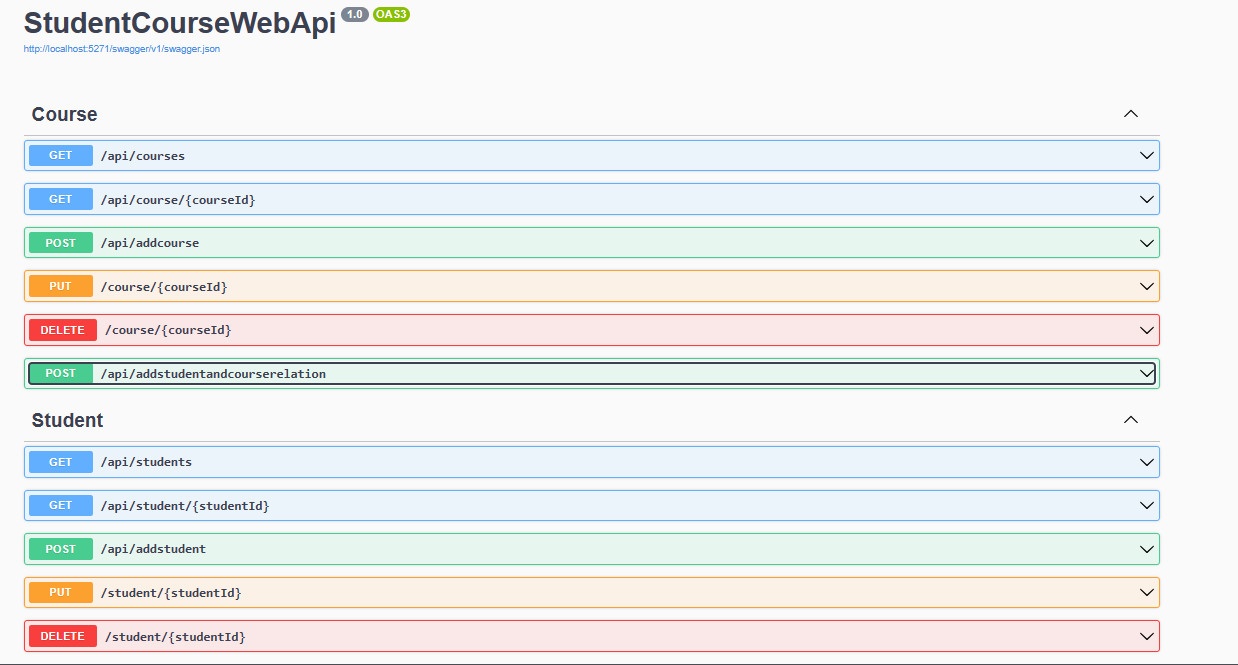 StudentCourseWebApi 1.0 OAS3
http://localhost:5271/swagger/v1/swagger.json
Course
GET /api/courses
GET /api/course/{courseId}
POST /api/addcourse
PUT /course/{courseId}
DELETE /course/{courseId}
POST /api/addstudentandcourserelation
Student
GET /api/students
GET /api/student/{studentId}
POST /api/addstudent
PUT /student/{studentId}
DELETE /student/{studentId}